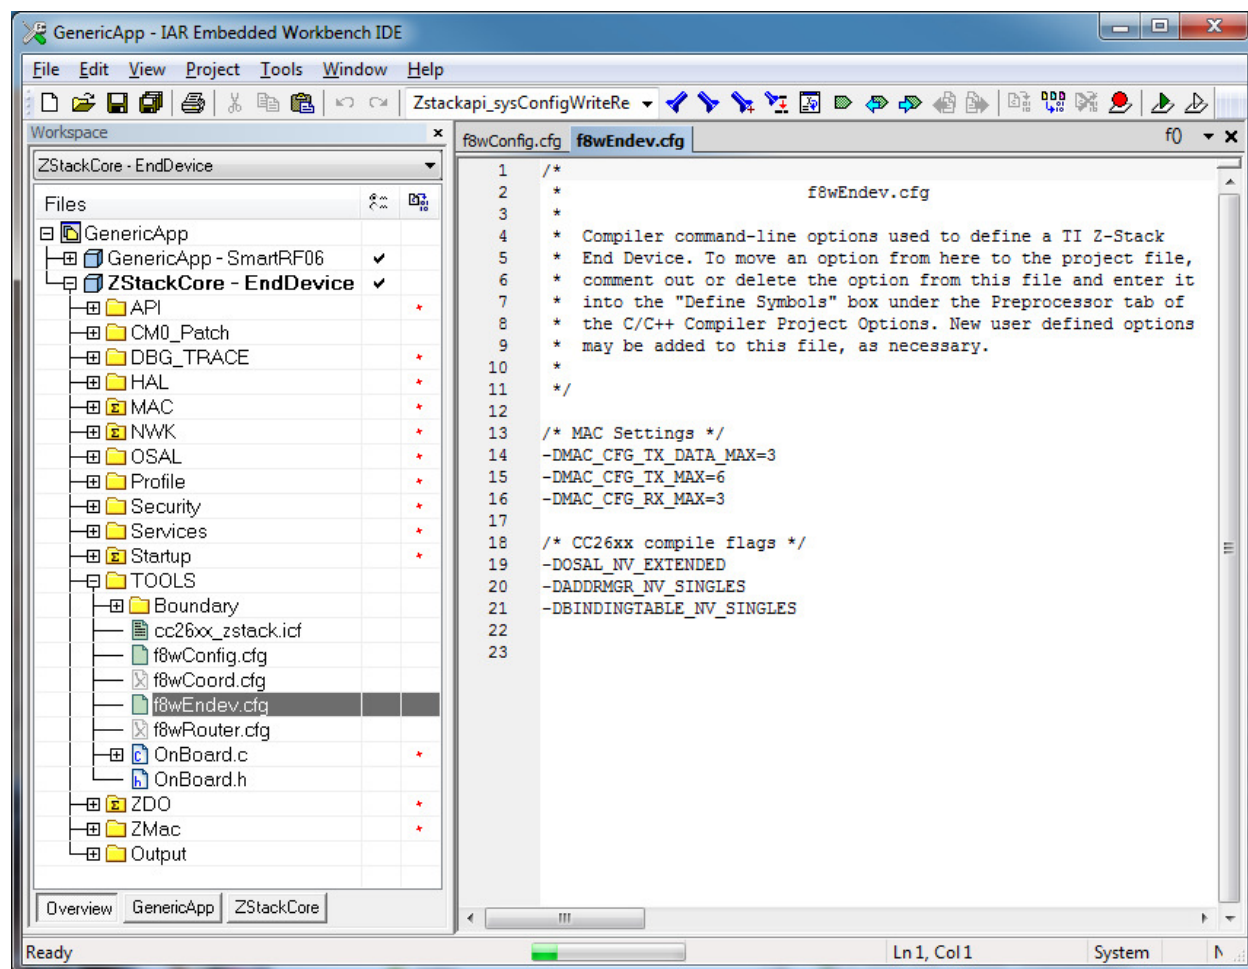 GenericApp - IAR Embedded Workbench IDE
File Edit View Project Tools Window Help
Zstackapi_sysConfigWriteRe
Workspace
ZStackCore - EndDevice
Files
GenericApp
GenericApp - SmartRF06
ZStackCore - EndDevice
API
CM0_Patch
DBG_TRACE
HAL
MAC
NWK
OSAL
Profile
Security
Services
Startup
TOOLS
Boundary
cc26xx_zstack.icf
f8wConfig.cfg
f8wCoord.cfg
f8wEndev.cfg
f8wRouter.cfg
OnBoard.c
OnBoard.h
ZDO
ZMac
Output
Overview GenericApp ZStackCore
f8wConfig.cfg f8wEndev.cfg f()
1 /*
2 * f8wEndev.cfg
3 *
4 * Compiler command-line options used to define a TI Z-Stack
5 * End Device. To move an option from here to the project file,
6 * comment out or delete the option from this file and enter it
7 * into the "Define Symbols" box under the Preprocessor tab of
8 * the C/C++ Compiler Project Options. New user defined options
9 * may be added to this file, as necessary.
10 *
11 */
12
13 /* MAC Settings */
14 -DMAC_CFG_TX_DATA_MAX=3
15 -DMAC_CFG_TX_MAX=6
16 -DMAC_CFG_RX_MAX=3
17
18 /* CC26xx compile flags */
19 -DOSAL_NV_EXTENDED
20 -DADDRMGR_NV_SINGLES
21 -DBINDINGTABLE_NV_SINGLES
22
23
Ready Ln 1, Col 1 System N